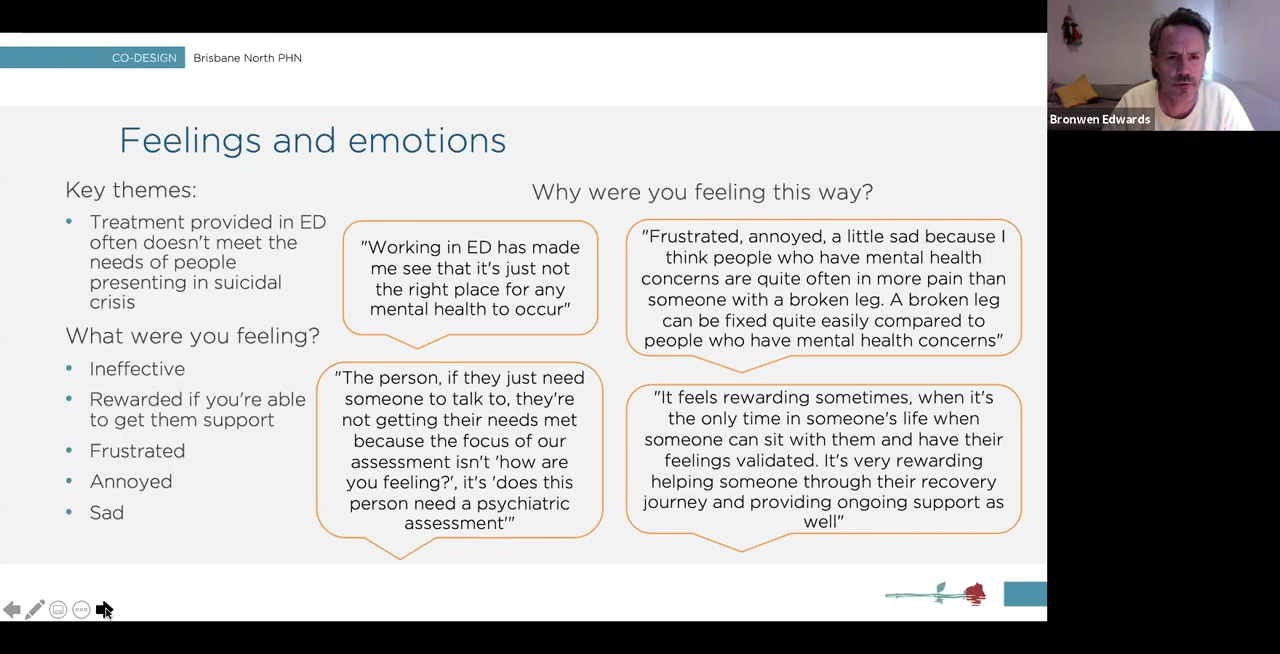 CO-DESIGN Brisbane North PHN
Feelings and emotions
Key themes:
• Treatment provided in ED
often doesn't meet the
needs of people
presenting in suicidal
crisis
What were you feeling?
• Ineffective
• Rewarded if you're able
to get them support
• Frustrated
• Annoyed
• Sad
Why were you feeling this way?
"Working in ED has made
me see that it's just not
the right place for any
mental health to occur"
"Frustrated, annoyed, a little sad because I
think people who have mental health
concerns are quite often in more pain than
someone with a broken leg. A broken leg
can be fixed quite easily compared to
people who have mental health concerns"
"The person, if they just need
someone to talk to, they're
not getting their needs met
because the focus of our
assessment isn't 'how are
you feeling?', it's 'does this
person need a psychiatric
assessment'"
"It feels rewarding sometimes, when it's
the only time in someone's life when
someone can sit with them and have their
feelings validated. It's very rewarding
helping someone through their recovery
journey and providing ongoing support as
well"
Bronwen Edwards